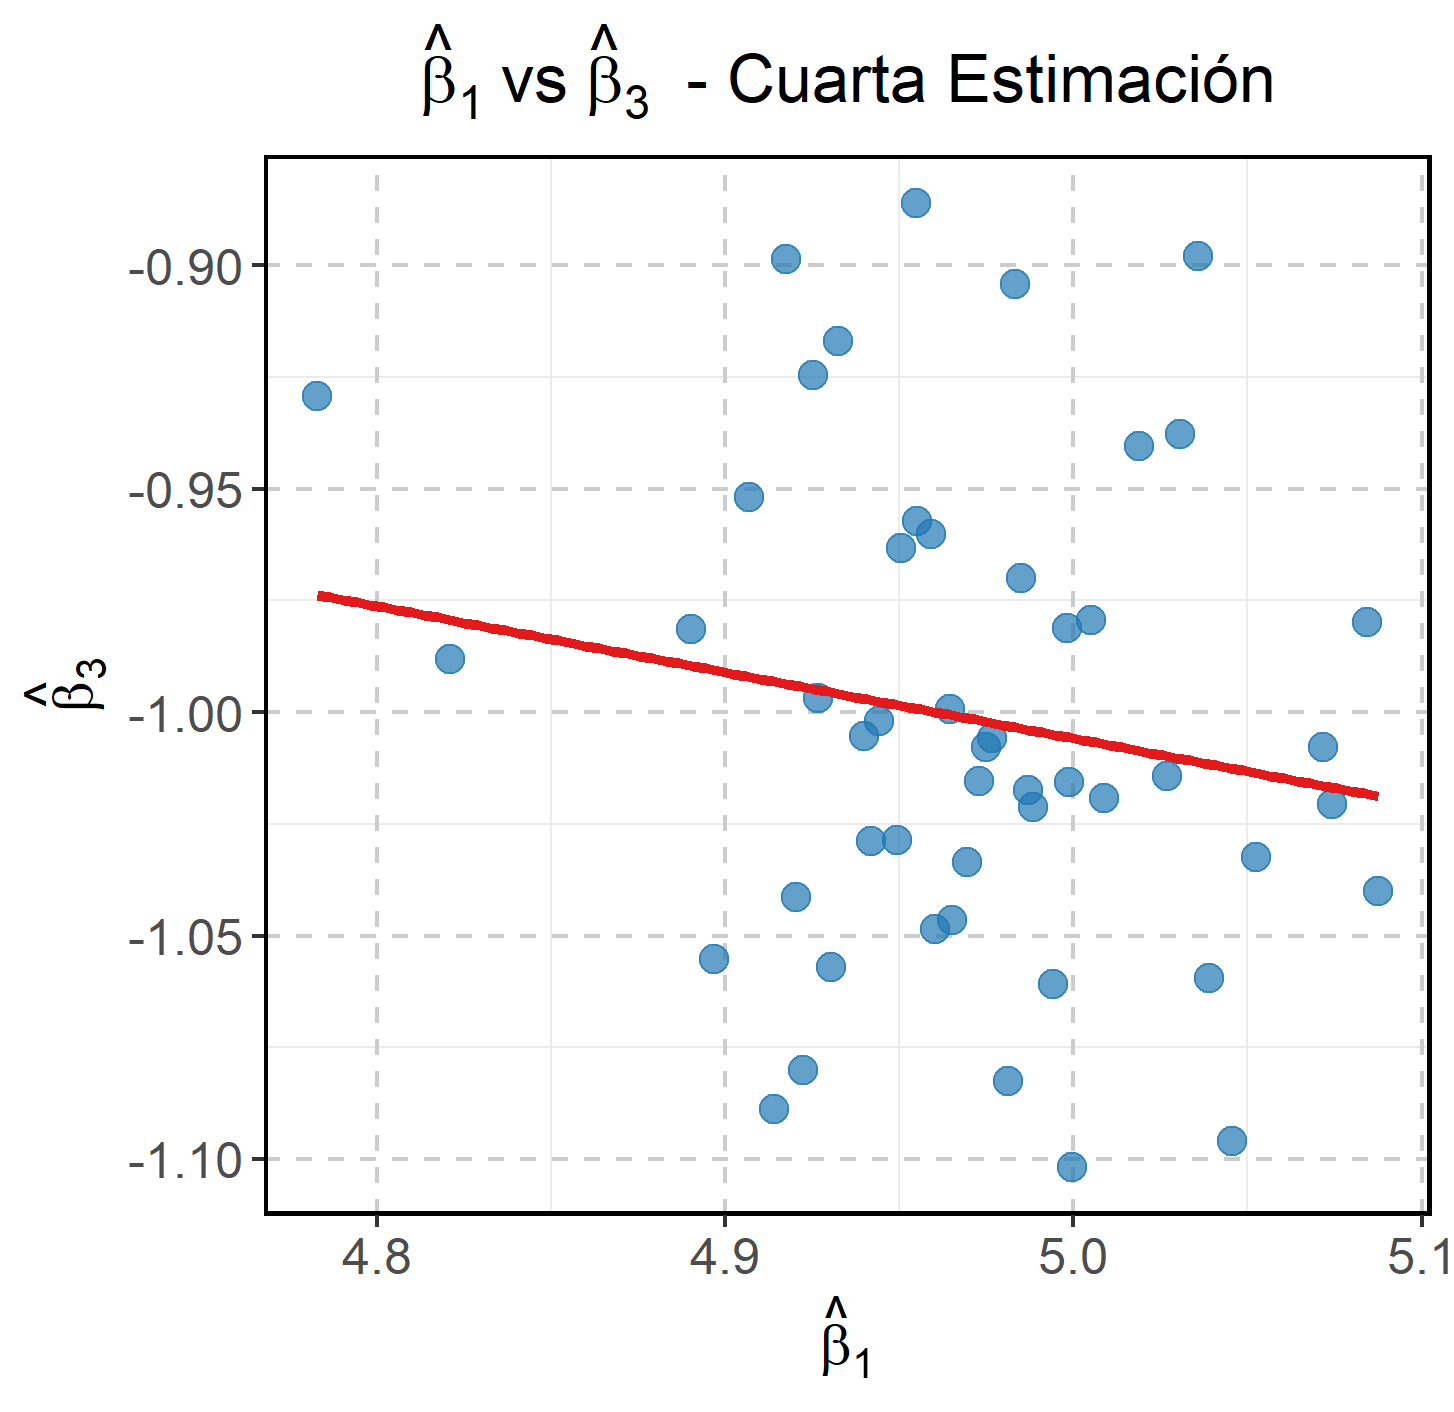 β̂₁ vs β̂₃ - Cuarta Estimación
-0.90
-0.95
-1.00
-1.05
-1.10
β̂₃
4.8 4.9 5.0 5.1
β̂₁